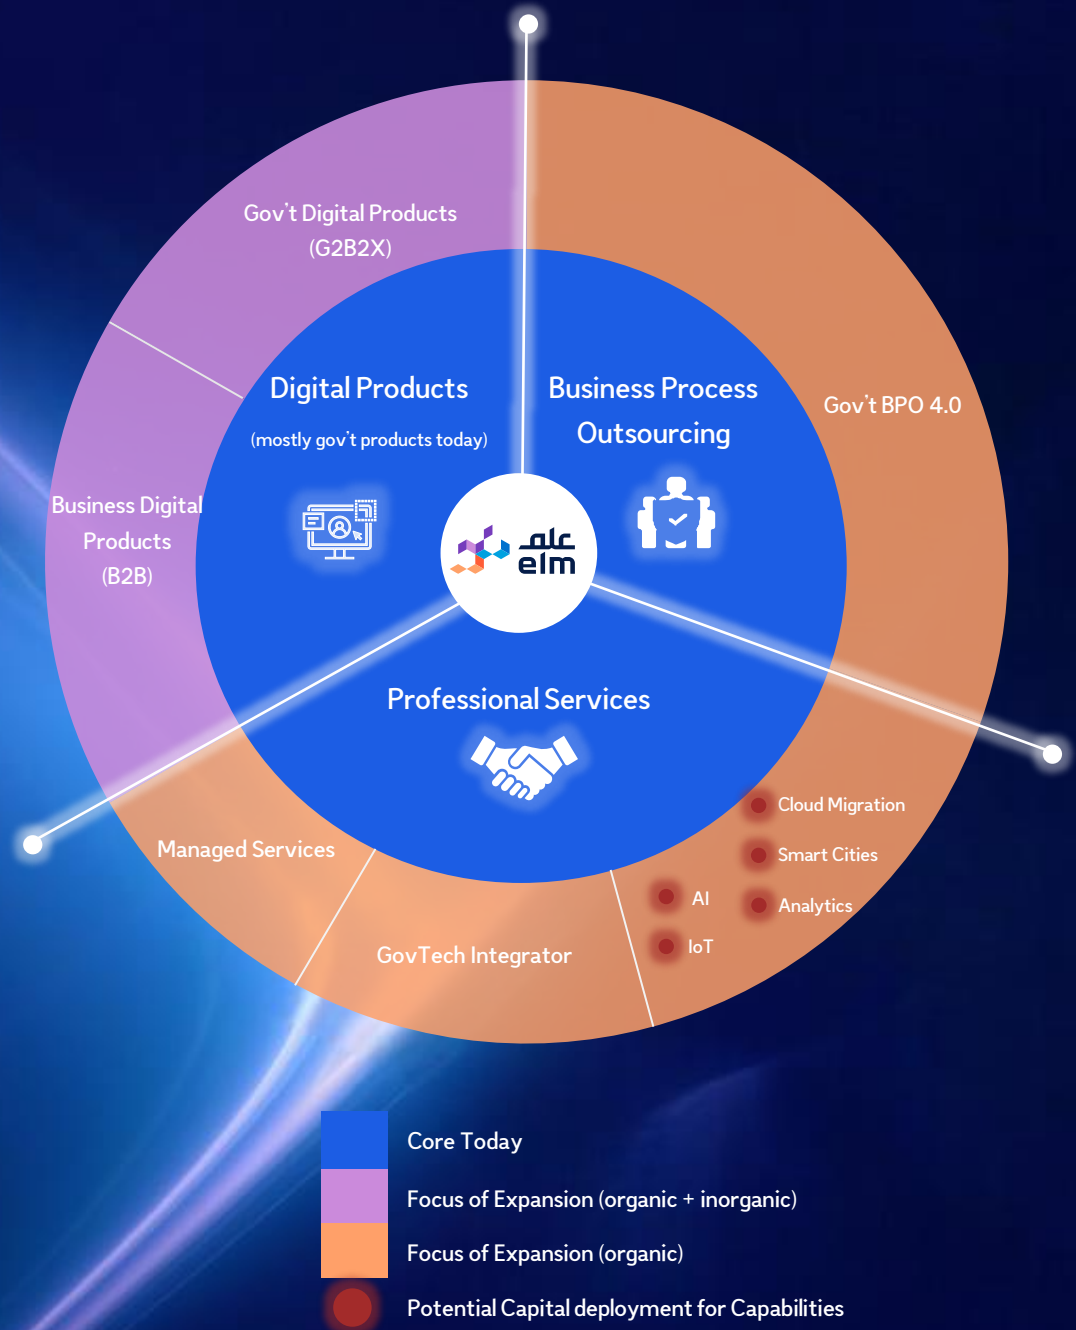 Gov't Digital Products
(G2B2X)
Digital Products
(mostly gov't products today)
Business Process
Outsourcing
Gov't BPO 4.0
Business Digital
Products
(B2B)
علم
elm
Professional Services
Managed Services
GovTech Integrator
Cloud Migration
Smart Cities
Analytics
AI
IoT
Core Today
Focus of Expansion (organic + inorganic)
Focus of Expansion (organic)
Potential Capital deployment for Capabilities